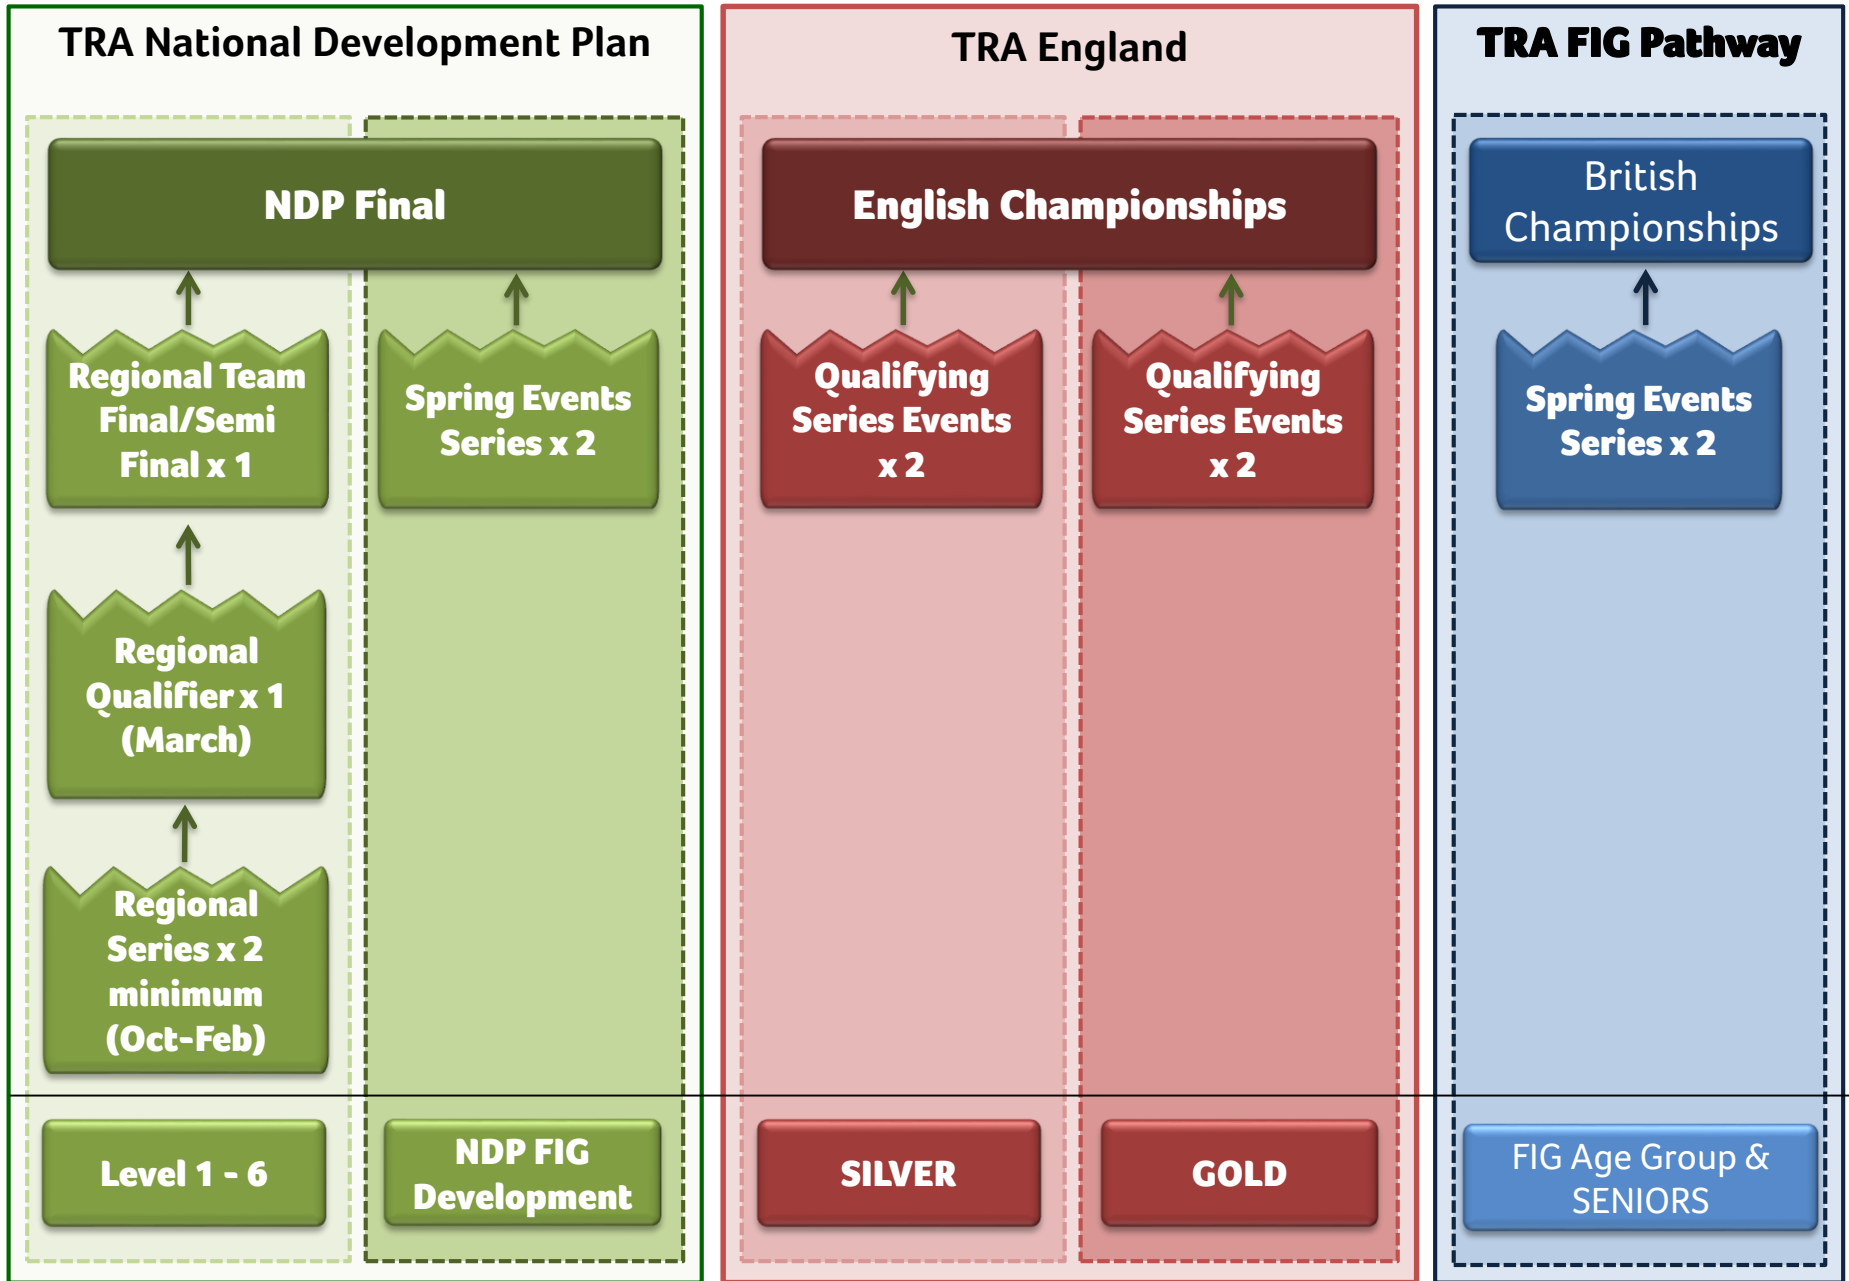 TRA National Development Plan
NDP Final
Regional Team
Final/Semi
Final x 1
Spring Events
Series x 2
Regional
Qualifier x 1
(March)
Regional
Series x 2
minimum
(Oct-Feb)
Level 1 - 6
NDP FIG
Development
TRA England
English Championships
Qualifying
Series Events
x 2
Qualifying
Series Events
x 2
SILVER
GOLD
TRA FIG Pathway
British
Championships
Spring Events
Series x 2
FIG Age Group &
SENIORS